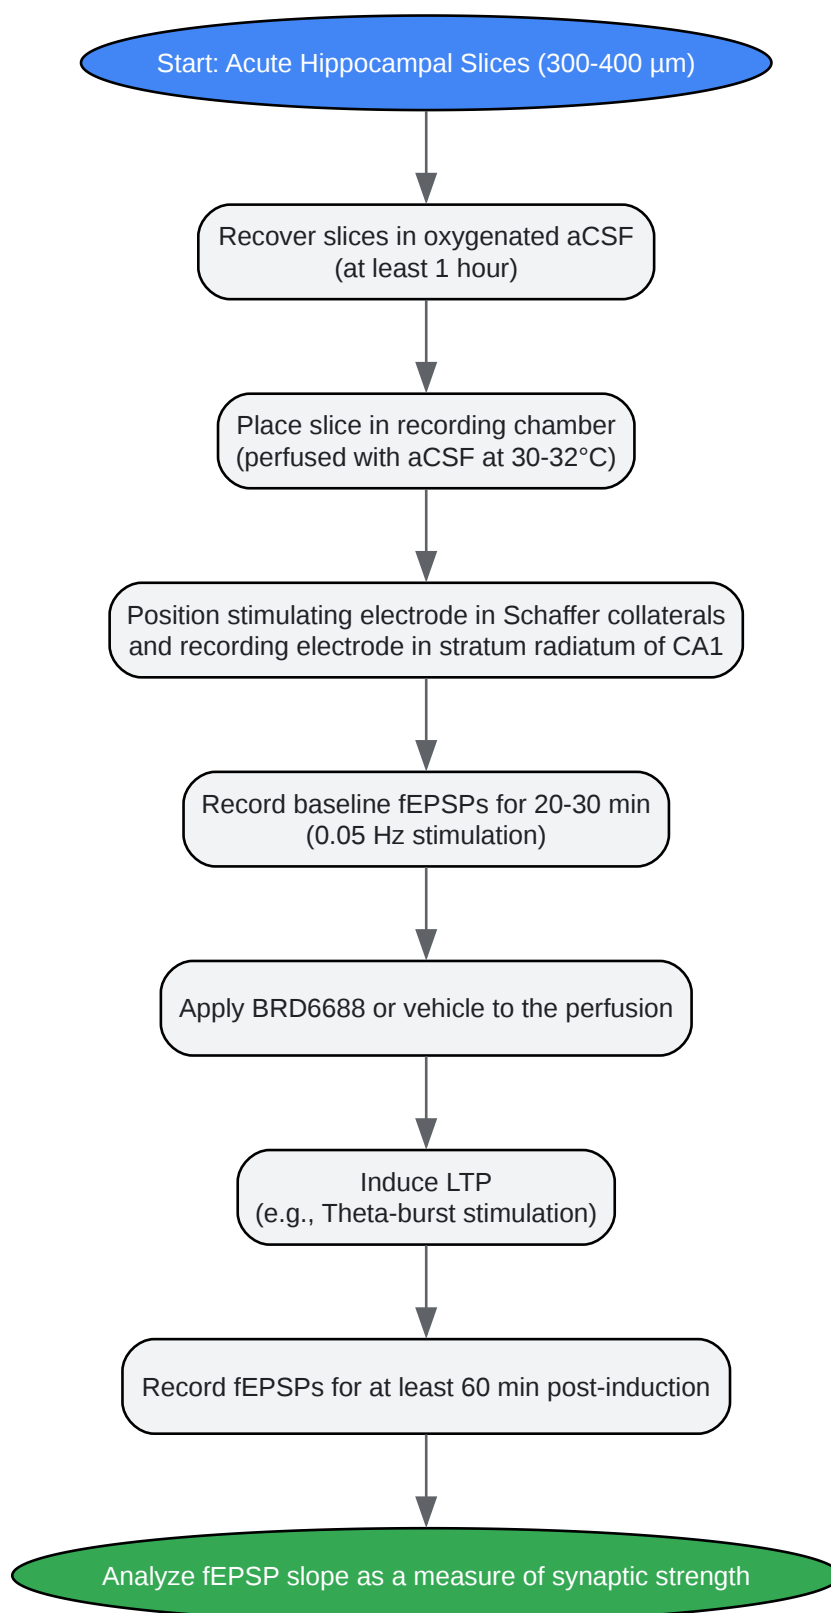 Start: Acute Hippocampal Slices (300-400 µm)
Recover slices in oxygenated aCSF
(at least 1 hour)
Place slice in recording chamber
(perfused with aCSF at 30-32°C)
Position stimulating electrode in Schaffer collaterals
and recording electrode in stratum radiatum of CA1
Record baseline fEPSPs for 20-30 min
(0.05 Hz stimulation)
Apply BRD6688 or vehicle to the perfusion
Induce LTP
(e.g., Theta-burst stimulation)
Record fEPSPs for at least 60 min post-induction
Analyze fEPSP slope as a measure of synaptic strength